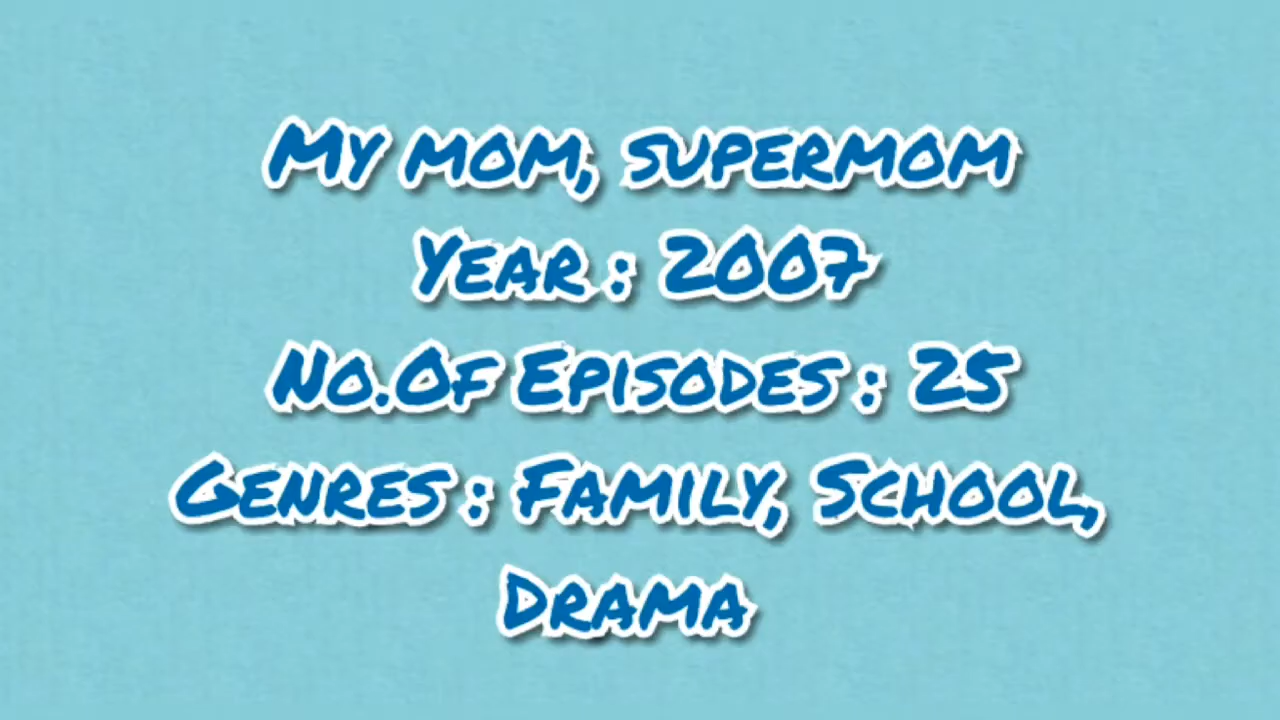 My mom, supermom
Year : 2007
No.Of Episodes : 25
Genres : Family, School,
Drama